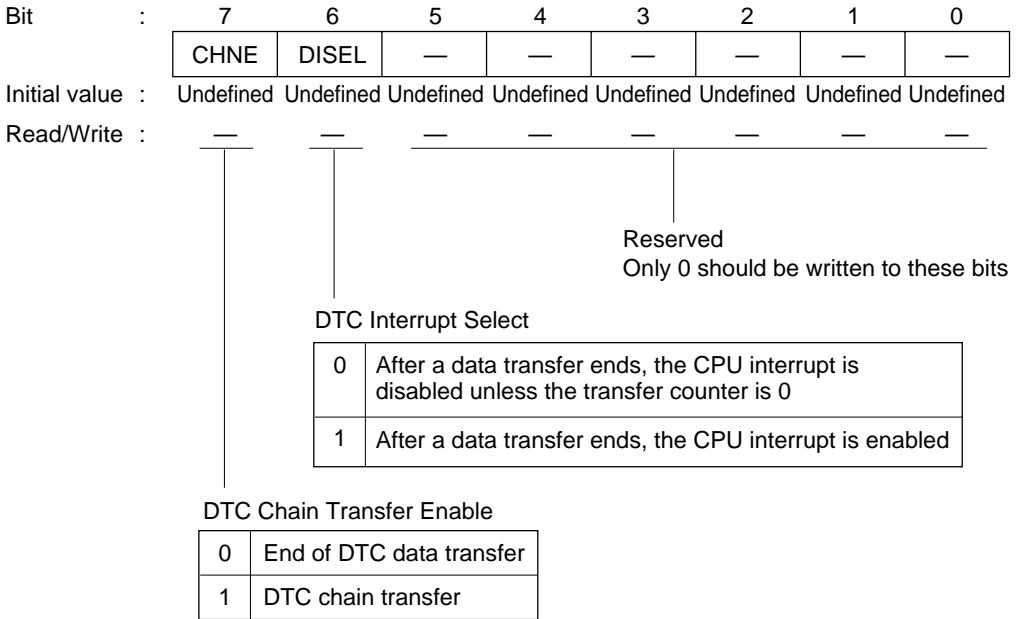 Bit : 7 6 5 4 3 2 1 0
CHNE DISEL — — — — — —
Initial value : Undefined Undefined Undefined Undefined Undefined Undefined Undefined Undefined
Read/Write : — — — — — — — —
Reserved
Only 0 should be written to these bits
DTC Interrupt Select
0 After a data transfer ends, the CPU interrupt is
disabled unless the transfer counter is 0
1 After a data transfer ends, the CPU interrupt is enabled
DTC Chain Transfer Enable
0 End of DTC data transfer
1 DTC chain transfer